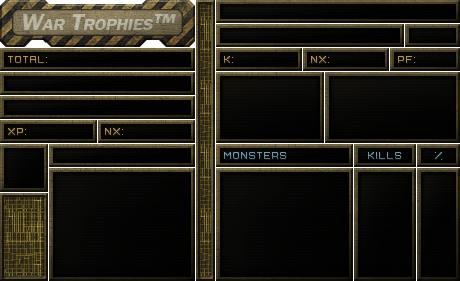 WAR TROPHIES™
TOTAL:
XP: NX:
K: NX: PF:
MONSTERS KILLS %